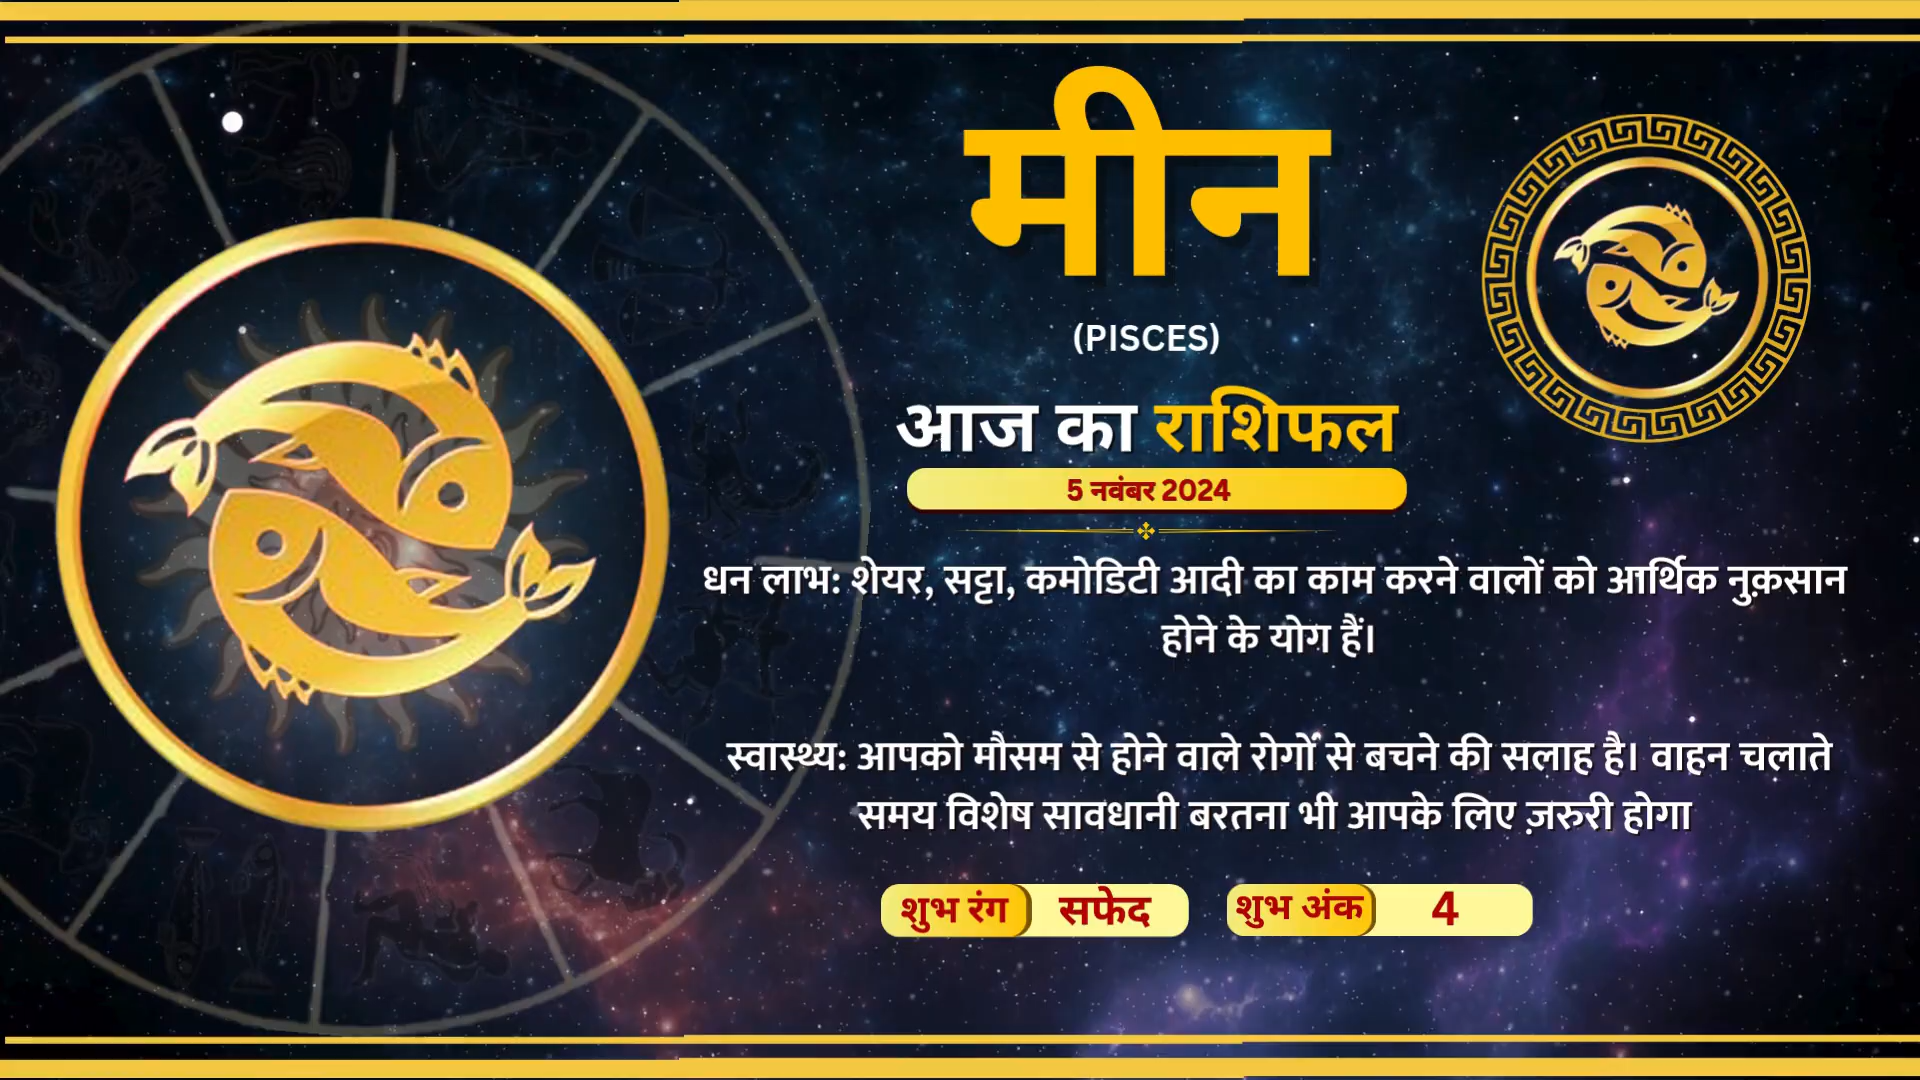 मीन
(PISCES)
आज का राशिफल
5 नवंबर 2024
धन लाभ: शेयर, सट्टा, कमोडिटी आदी का काम करने वालों को आर्थिक नुक़सान
होने के योग हैं।
स्वास्थ्य: आपको मौसम से होने वाले रोगों से बचने की सलाह है। वाहन चलाते
समय विशेष सावधानी बरतना भी आपके लिए ज़रुरी होगा
शुभ रंग सफेद शुभ अंक 4